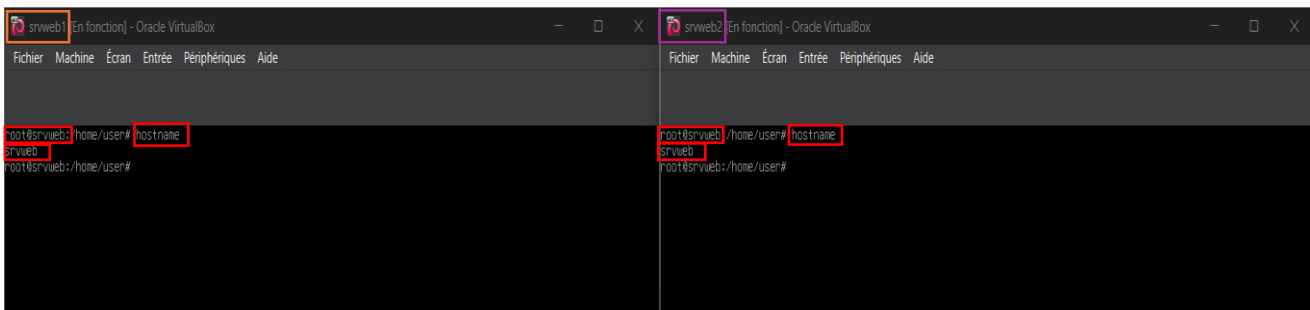 srvweb1 [En fonction] - Oracle VirtualBox
Fichier Machine Écran Entrée Périphériques Aide
root@srvweb:/home/user# hostname
srvweb
root@srvweb:/home/user#
srvweb2 [En fonction] - Oracle VirtualBox
Fichier Machine Écran Entrée Périphériques Aide
root@srvweb:/home/user# hostname
srvweb
root@srvweb:/home/user#